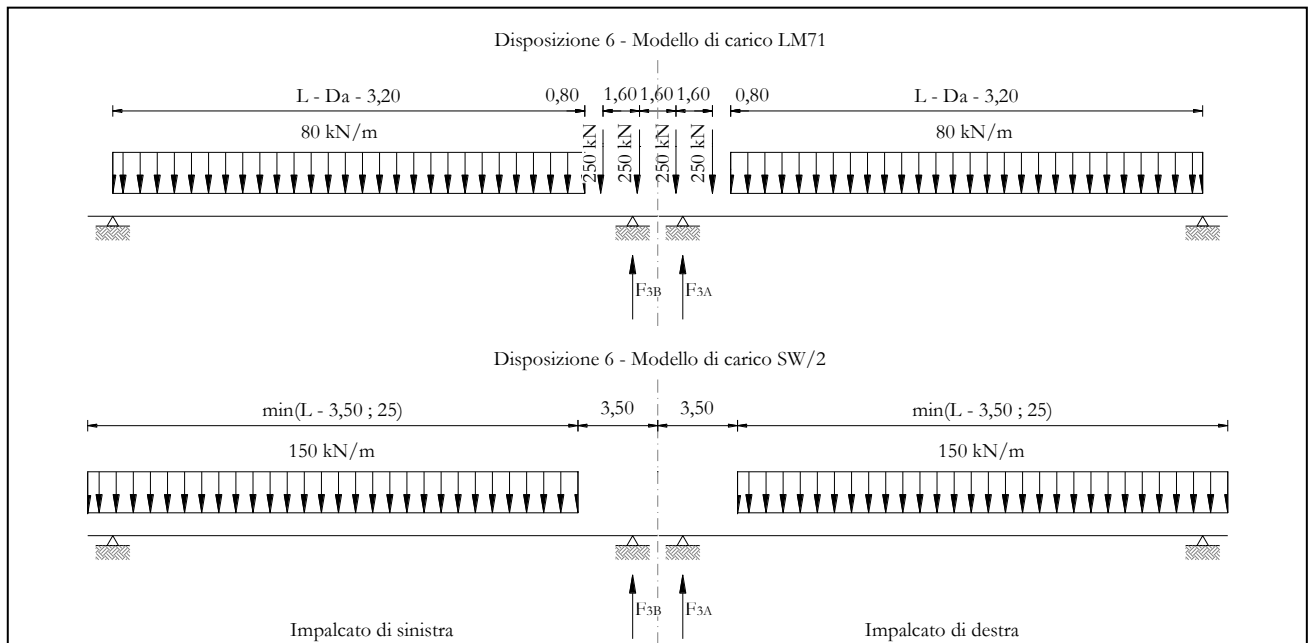 Disposizione 6 - Modello di carico LM71
L - Da - 3,20 0,80 1,60 1,60 1,60 0,80 L - Da - 3,20
80 kN/m 250 kN 250 kN 250 kN 250 kN 80 kN/m
F3B F3A
Disposizione 6 - Modello di carico SW/2
min(L - 3,50 ; 25) 3,50 3,50 min(L - 3,50 ; 25)
150 kN/m 150 kN/m
F3B F3A
Impalcato di sinistra Impalcato di destra